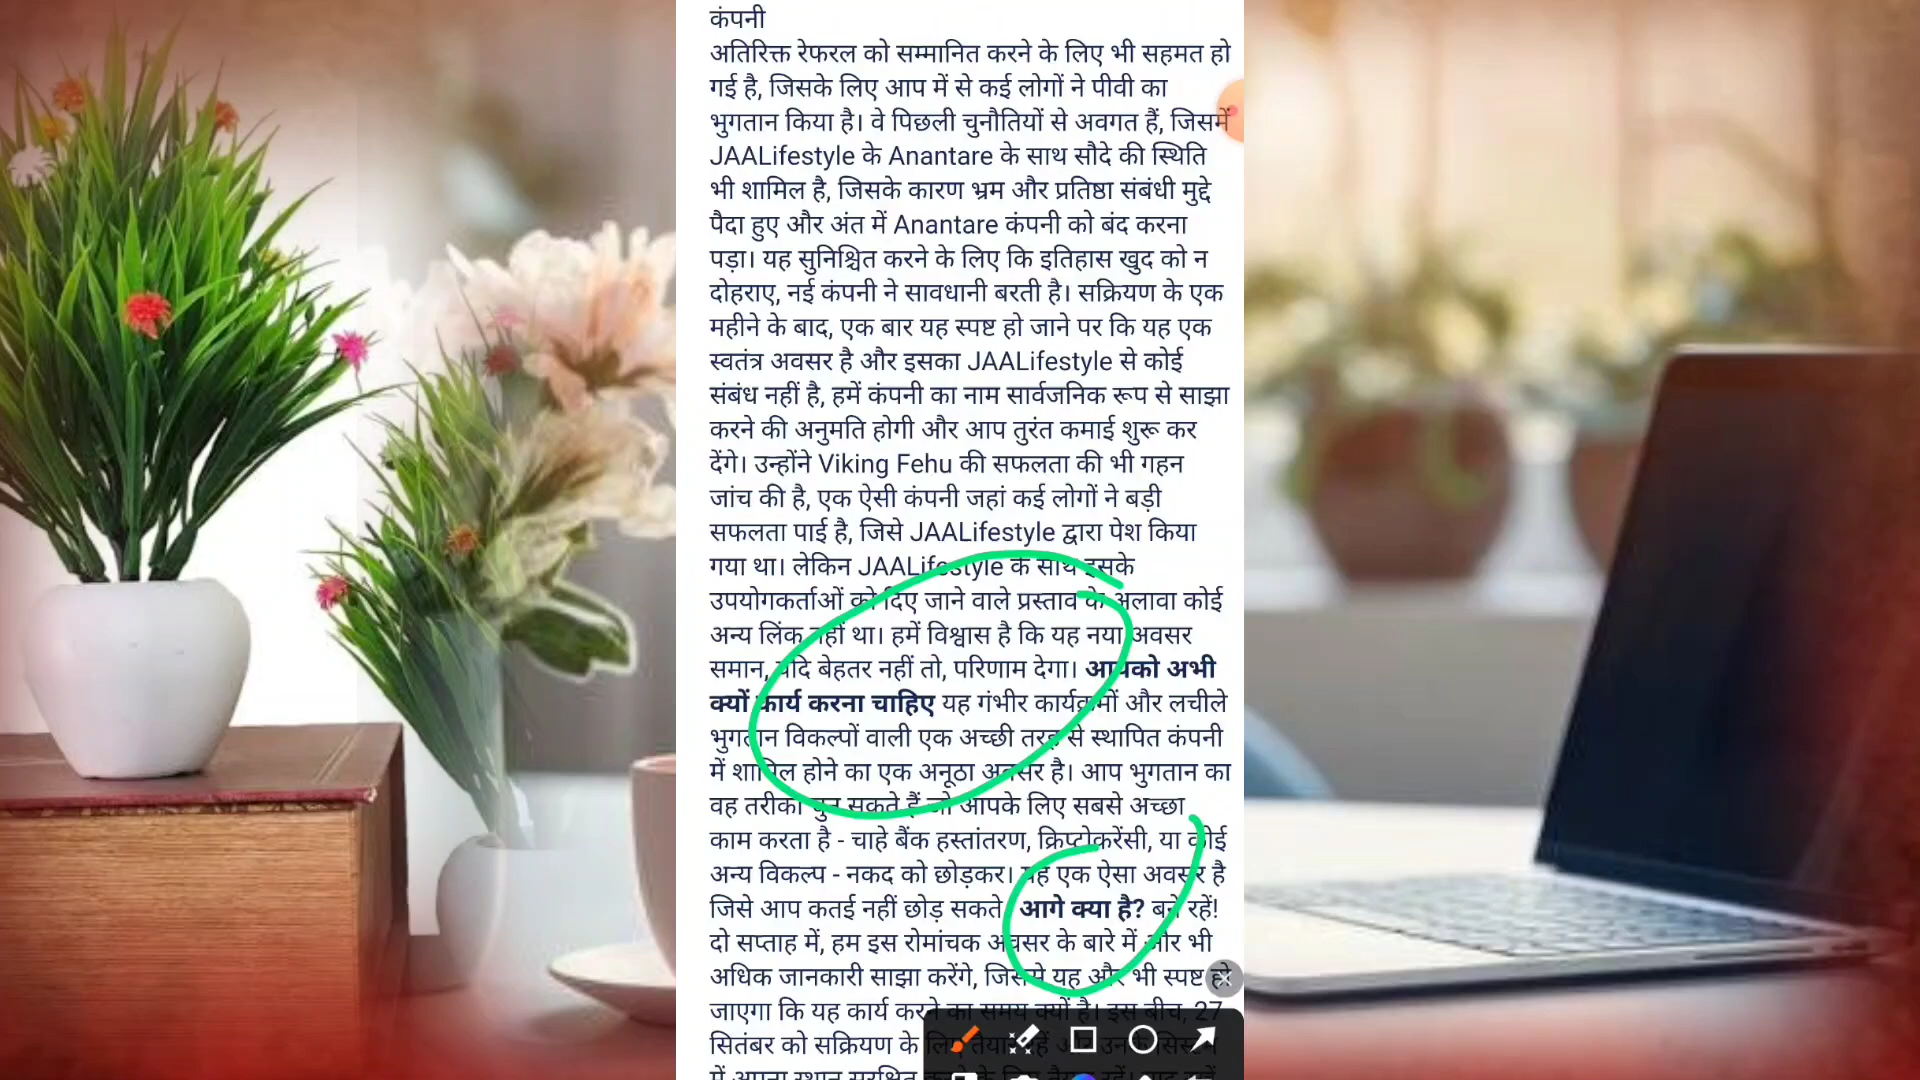 कंपनी
अतिरिक्त रेफरल को सम्मानित करने के लिए भी सहमत हो
गई है, जिसके लिए आप में से कई लोगों ने पीवी का
भुगतान किया है। वे पिछली चुनौतियों से अवगत हैं, जिसमें
JAALifestyle के Anantare के साथ सौदे की स्थिति
भी शामिल है, जिसके कारण भ्रम और प्रतिष्ठा संबंधी मुद्दे
पैदा हुए और अंत में Anantare कंपनी को बंद करना
पड़ा। यह सुनिश्चित करने के लिए कि इतिहास खुद को न
दोहराए, नई कंपनी ने सावधानी बरती है। सक्रियण के एक
महीने के बाद, एक बार यह स्पष्ट हो जाने पर कि यह एक
स्वतंत्र अवसर है और इसका JAALifestyle से कोई
संबंध नहीं है, हमें कंपनी का नाम सार्वजनिक रूप से साझा
करने की अनुमति होगी और आप तुरंत कमाई शुरू कर
देंगे। उन्होंने Viking Fehu की सफलता की भी गहन
जांच की है, एक ऐसी कंपनी जहां कई लोगों ने बड़ी
सफलता पाई है, जिसे JAALifestyle द्वारा पेश किया
गया था। लेकिन JAALifestyle के साथ इसके
उपयोगकर्ताओं को दिए जाने वाले प्रस्ताव के अलावा कोई
अन्य लिंक नहीं था। हमें विश्वास है कि यह नया अवसर
समान, यदि बेहतर नहीं तो, परिणाम देगा। आपको अभी
क्यों कार्य करना चाहिए यह गंभीर कार्यक्रमों और लचीले
भुगतान विकल्पों वाली एक अच्छी तरह से स्थापित कंपनी
में शामिल होने का एक अनूठा अवसर है। आप भुगतान का
वह तरीका चुन सकते हैं जो आपके लिए सबसे अच्छा
काम करता है - चाहे बैंक हस्तांतरण, क्रिप्टोकरेंसी, या कोई
अन्य विकल्प - नकद को छोड़कर। यह एक ऐसा अवसर है
जिसे आप कतई नहीं छोड़ सकते आगे क्या है? बने रहें!
दो सप्ताह में, हम इस रोमांचक अवसर के बारे में और भी
अधिक जानकारी साझा करेंगे, जिससे यह और भी स्पष्ट हो
जाएगा कि यह कार्य करने का समय क्यों है। इस बीच, 27
सितंबर को सक्रियण के लिए तैयार रहें
में अपना स्थान सुरक्षित